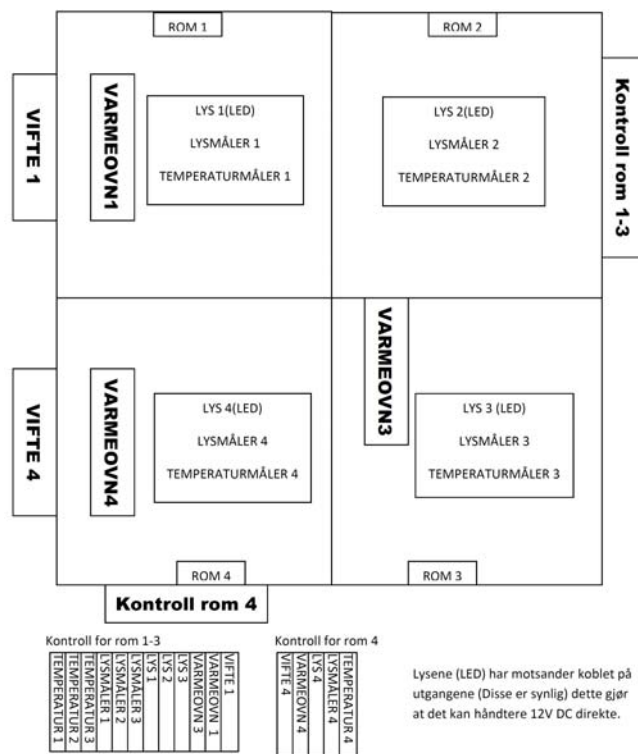 ROM 1
ROM 2
VIFTE 1
VARMEOVN1
LYS 1(LED)
LYSMÅLER 1
TEMPERATURMÅLER 1
LYS 2(LED)
LYSMÅLER 2
TEMPERATURMÅLER 2
Kontroll rom 1-3
VIFTE 4
VARMEOVN4
LYS 4(LED)
LYSMÅLER 4
TEMPERATURMÅLER 4
VARMEOVN3
LYS 3 (LED)
LYSMÅLER 3
TEMPERATURMÅLER 3
ROM 4
ROM 3
Kontroll rom 4
Kontroll for rom 1-3
TEMPERATUR 1
TEMPERATUR 2
TEMPERATUR 3
LYSMÅLER 1
LYSMÅLER 2
LYSMÅLER 3
LYS 1
LYS 2
LYS 3
VARMEOVN 3
VARMEOVN 1
VIFTE 1
Kontroll for rom 4
VIFTE 4
VARMEOVN 4
LYS 4
LYSMÅLER 4
TEMPERATUR 4
Lysene (LED) har motsander koblet på
utgangene (Disse er synlig) dette gjør
at det kan håndtere 12V DC direkte.